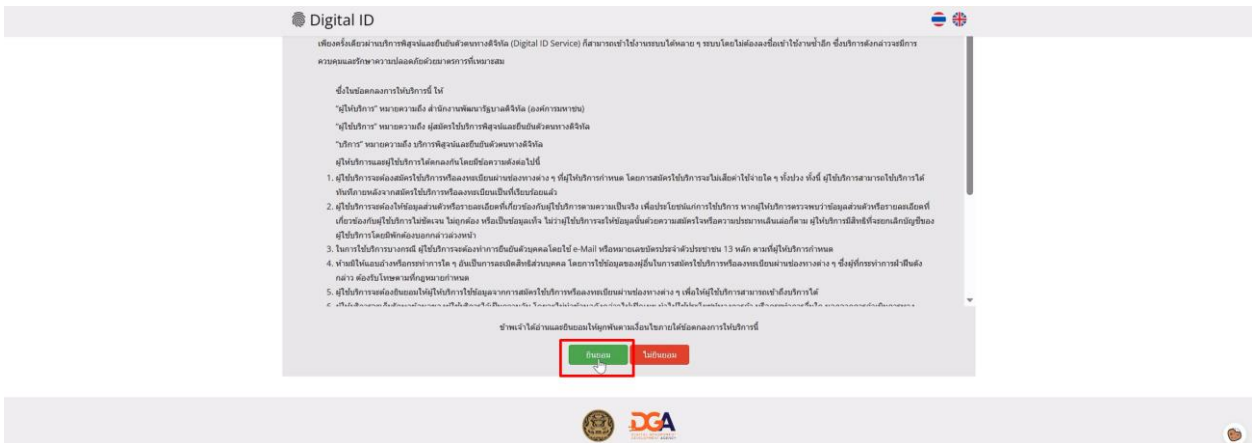 Digital ID
เพียงครั้งเดียวผ่านบริการพิสูจน์และยืนยันตัวตนทางดิจิทัล (Digital ID Service) ก็สามารถเข้าใช้งานระบบได้หลาย ๆ ระบบโดยไม่ต้องลงชื่อเข้าใช้งานซ้ำอีก ซึ่งบริการดังกล่าวจะมีการ
ควบคุมและรักษาความปลอดภัยด้วยมาตรการที่เหมาะสม
ซึ่งในข้อตกลงการให้บริการนี้ ให้
"ผู้ให้บริการ" หมายความถึง สำนักงานพัฒนารัฐบาลดิจิทัล (องค์การมหาชน)
"ผู้ใช้บริการ" หมายความถึง ผู้สมัครใช้บริการพิสูจน์และยืนยันตัวตนทางดิจิทัล
"บริการ" หมายความถึง บริการพิสูจน์และยืนยันตัวตนทางดิจิทัล
ผู้ให้บริการและผู้ใช้บริการได้ตกลงกันโดยมีข้อความดังต่อไปนี้
1. ผู้ใช้บริการจะต้องสมัครใช้บริการหรือลงทะเบียนผ่านช่องทางต่าง ๆ ที่ผู้ให้บริการกำหนด โดยการสมัครใช้บริการจะไม่เสียค่าใช้จ่ายใด ๆ ทั้งปวง ทั้งนี้ ผู้ใช้บริการสามารถใช้บริการได้
ทันทีภายหลังจากสมัครใช้บริการหรือลงทะเบียนเป็นที่เรียบร้อยแล้ว
2. ผู้ใช้บริการจะต้องให้ข้อมูลส่วนตัวหรือรายละเอียดที่เกี่ยวข้องกับผู้ใช้บริการตามความเป็นจริง เพื่อประโยชน์แก่การใช้บริการ หากผู้ให้บริการตรวจพบว่าข้อมูลส่วนตัวหรือรายละเอียดที่
เกี่ยวข้องกับผู้ใช้บริการไม่ชัดเจน ไม่ถูกต้อง หรือเป็นข้อมูลเท็จ ไม่ว่าผู้ใช้บริการจะให้ข้อมูลนั้นด้วยความสมัครใจหรือความประมาทเลินเล่อก็ตาม ผู้ให้บริการมีสิทธิที่จะยกเลิกบัญชีของ
ผู้ใช้บริการโดยมิพักต้องบอกกล่าวล่วงหน้า
3. ในการใช้บริการบางกรณี ผู้ใช้บริการจะต้องทำการยืนยันตัวบุคคลโดยใช้ e-Mail หรือหมายเลขบัตรประจำตัวประชาชน 13 หลัก ตามที่ผู้ให้บริการกำหนด
4. ห้ามมิให้แอบอ้างหรือกระทำการใด ๆ อันเป็นการละเมิดสิทธิส่วนบุคคล โดยการใช้ข้อมูลของผู้อื่นในการสมัครใช้บริการหรือลงทะเบียนผ่านช่องทางต่าง ๆ ซึ่งผู้ที่กระทำการฝ่าฝืนดัง
กล่าว ต้องรับโทษตามที่กฎหมายกำหนด
5. ผู้ใช้บริการจะต้องยินยอมให้ผู้ให้บริการใช้ข้อมูลจากการสมัครใช้บริการหรือลงทะเบียนผ่านช่องทางต่าง ๆ เพื่อให้ผู้ใช้บริการสามารถเข้าถึงบริการได้
ข้าพเจ้าได้อ่านและยินยอมให้ผูกพันตามเงื่อนไขภายใต้ข้อตกลงการให้บริการนี้
ยินยอม
ไม่ยินยอม
DGA
DIGITAL GOVERNMENT
DEVELOPMENT AGENCY